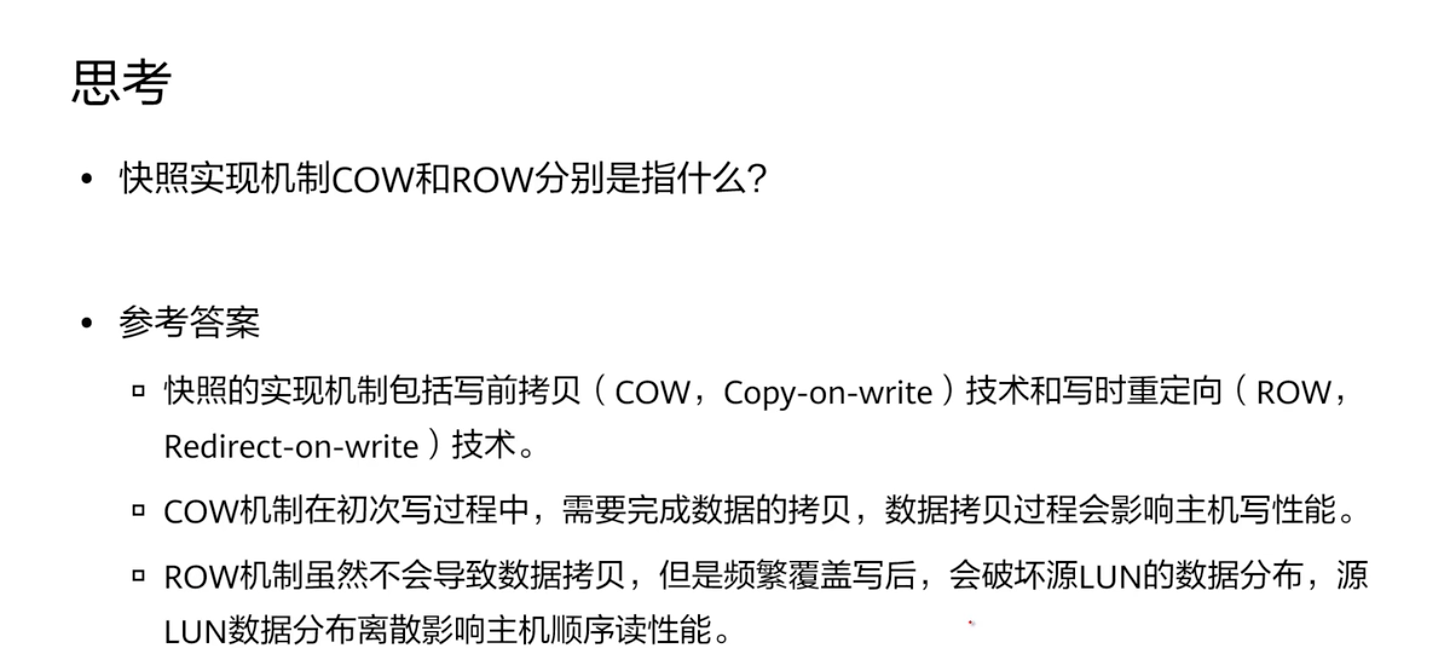 思考
• 快照实现机制COW和ROW分别是指什么？
• 参考答案
▫ 快照的实现机制包括写前拷贝（COW，Copy-on-write）技术和写时重定向（ROW，
Redirect-on-write）技术。
▫ COW机制在初次写过程中，需要完成数据的拷贝，数据拷贝过程会影响主机写性能。
▫ ROW机制虽然不会导致数据拷贝，但是频繁覆盖写后，会破坏源LUN的数据分布，源
LUN数据分布离散影响主机顺序读性能。